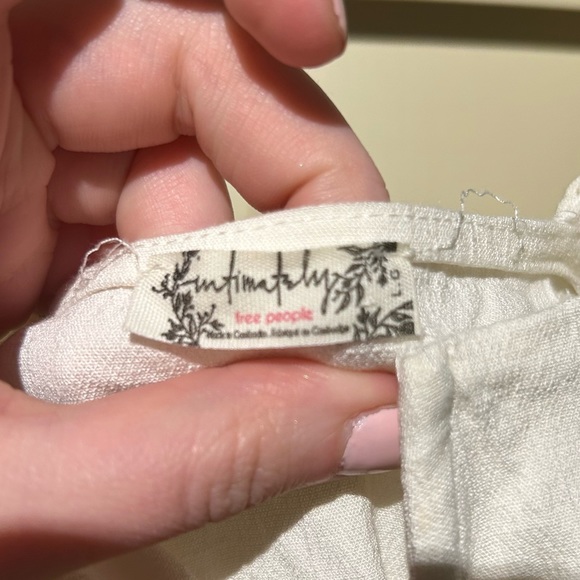 intimately
free people
Made in Cambodia. Fabriqué au Cambodge
L.G